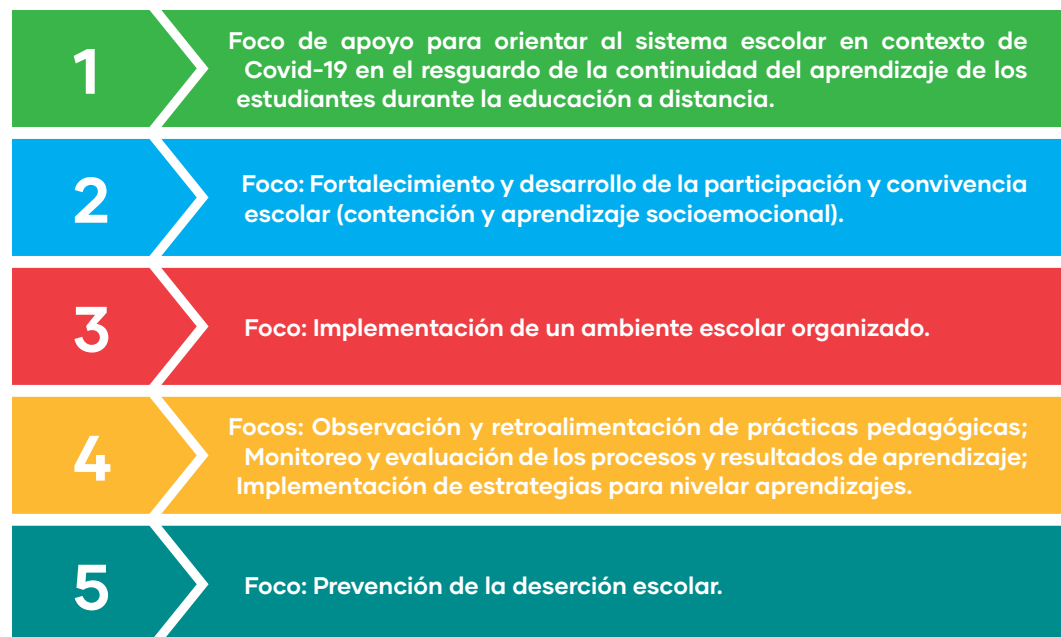 1
Foco de apoyo para orientar al sistema escolar en contexto de
Covid-19 en el resguardo de la continuidad del aprendizaje de los
estudiantes durante la educación a distancia.
2
Foco: Fortalecimiento y desarrollo de la participación y convivencia
escolar (contención y aprendizaje socioemocional).
3
Foco: Implementación de un ambiente escolar organizado.
4
Focos: Observación y retroalimentación de prácticas pedagógicas;
Monitoreo y evaluación de los procesos y resultados de aprendizaje;
Implementación de estrategias para nivelar aprendizajes.
5
Foco: Prevención de la deserción escolar.